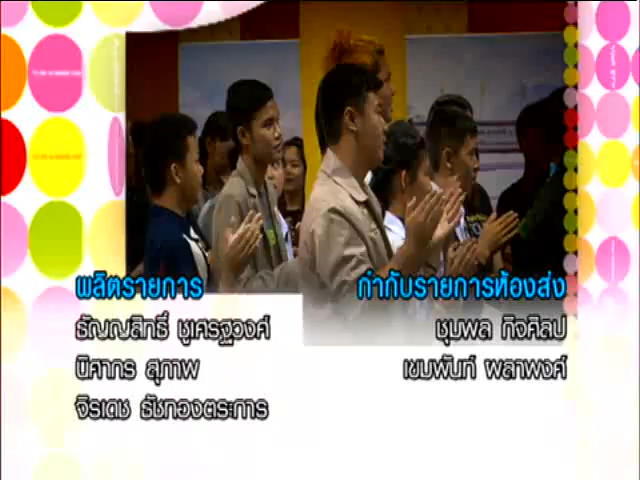 ผลิตรายการ
ธัญญสิทธิ์ ชูเศรฐวงศ์
นิศากร สุภาพ
จิรเดช ธัชทองตระการ
กำกับรายการห้องส่ง
ชุมพล กิจศิลป
เขมพันท์ พลาพงศ์